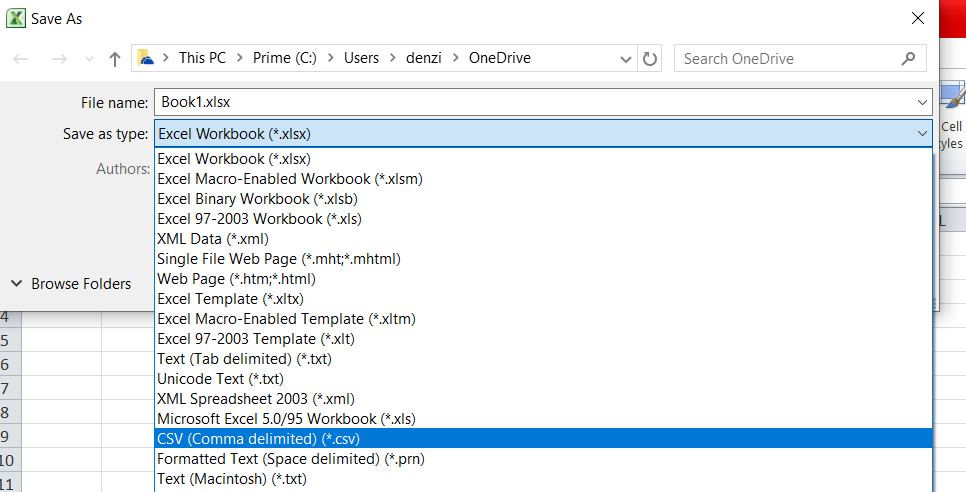 Save As
This PC > Prime (C:) > Users > denzi > OneDrive
Search OneDrive
File name: Book1.xlsx
Save as type: Excel Workbook (*.xlsx)
Cell
yles
Excel Workbook (*.xlsx)
Authors:
Excel Macro-Enabled Workbook (*.xlsm)
Excel Binary Workbook (*.xlsb)
Excel 97-2003 Workbook (*.xls)
L
XML Data (*.xml)
Single File Web Page (*.mht;*.mhtml)
Web Page (*.htm;*.html)
Browse Folders
Excel Template (*.xltx)
Excel Macro-Enabled Template (*.xltm)
4
Excel 97-2003 Template (*.xlt)
5
Text (Tab delimited) (*.txt)
6
Unicode Text (*.txt)
7
XML Spreadsheet 2003 (*.xml)
8
Microsoft Excel 5.0/95 Workbook (*.xls)
9
CSV (Comma delimited) (*.csv)
10
Formatted Text (Space delimited) (*.prn)
11
Text (Macintosh) (*.txt)